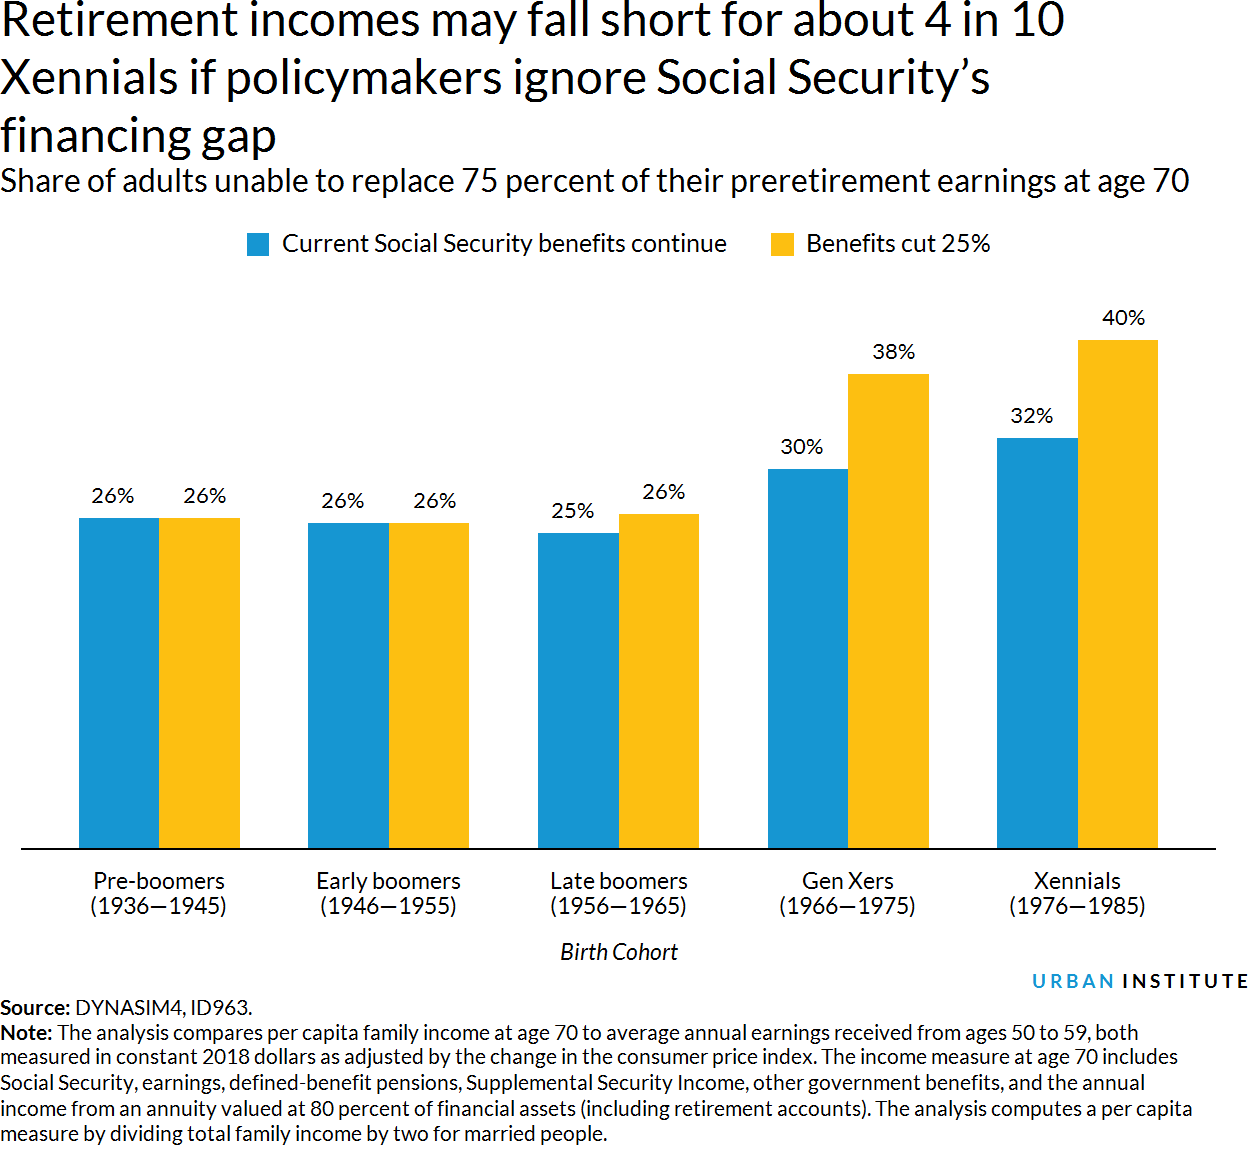 Retirement incomes may fall short for about 4 in 10
Xennials if policymakers ignore Social Security’s
financing gap
Share of adults unable to replace 75 percent of their preretirement earnings at age 70
Current Social Security benefits continue
Benefits cut 25%
26%
26%
26%
26%
25%
26%
30%
38%
32%
40%
Pre-boomers
(1936—1945)
Early boomers
(1946—1955)
Late boomers
(1956—1965)
Gen Xers
(1966—1975)
Xennials
(1976—1985)
Birth Cohort
URBAN INSTITUTE
Source: DYNASIM4, ID963.
Note: The analysis compares per capita family income at age 70 to average annual earnings received from ages 50 to 59, both
measured in constant 2018 dollars as adjusted by the change in the consumer price index. The income measure at age 70 includes
Social Security, earnings, defined-benefit pensions, Supplemental Security Income, other government benefits, and the annual
income from an annuity valued at 80 percent of financial assets (including retirement accounts). The analysis computes a per capita
measure by dividing total family income by two for married people.